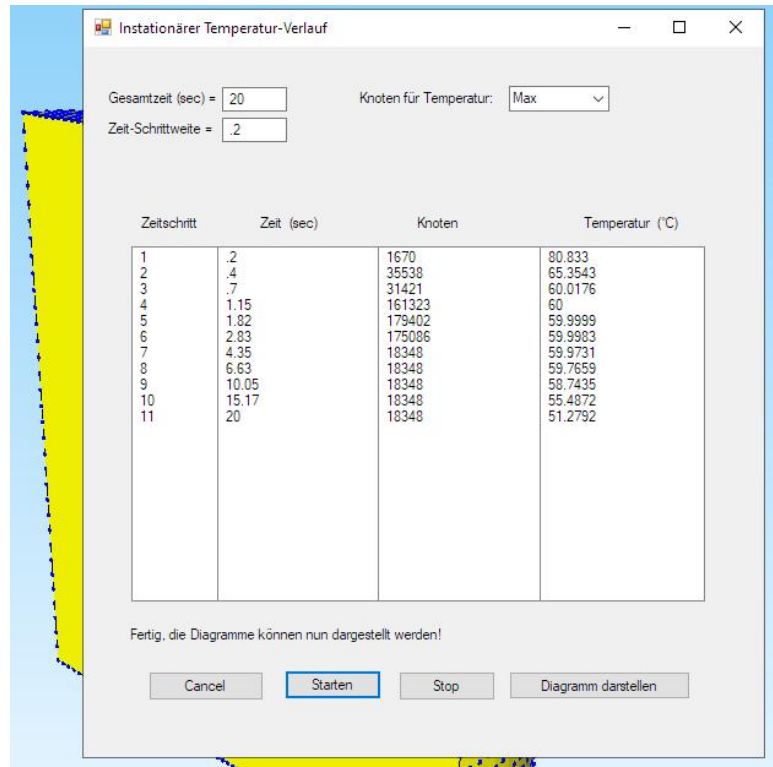 Instationärer Temperatur-Verlauf
Gesamtzeit (sec) = 20 Knoten für Temperatur: Max
Zeit-Schrittweite = .2
Zeitschritt Zeit (sec) Knoten Temperatur (°C)
1 .2 1670 80.833
2 .4 35538 65.3543
3 .7 31421 60.0176
4 1.15 161323 60
5 1.82 179402 59.9999
6 2.83 175086 59.9983
7 4.35 18348 59.9731
8 6.63 18348 59.7659
9 10.05 18348 58.7435
10 15.17 18348 55.4872
11 20 18348 51.2792
Fertig, die Diagramme können nun dargestellt werden!
Cancel Starten Stop Diagramm darstellen